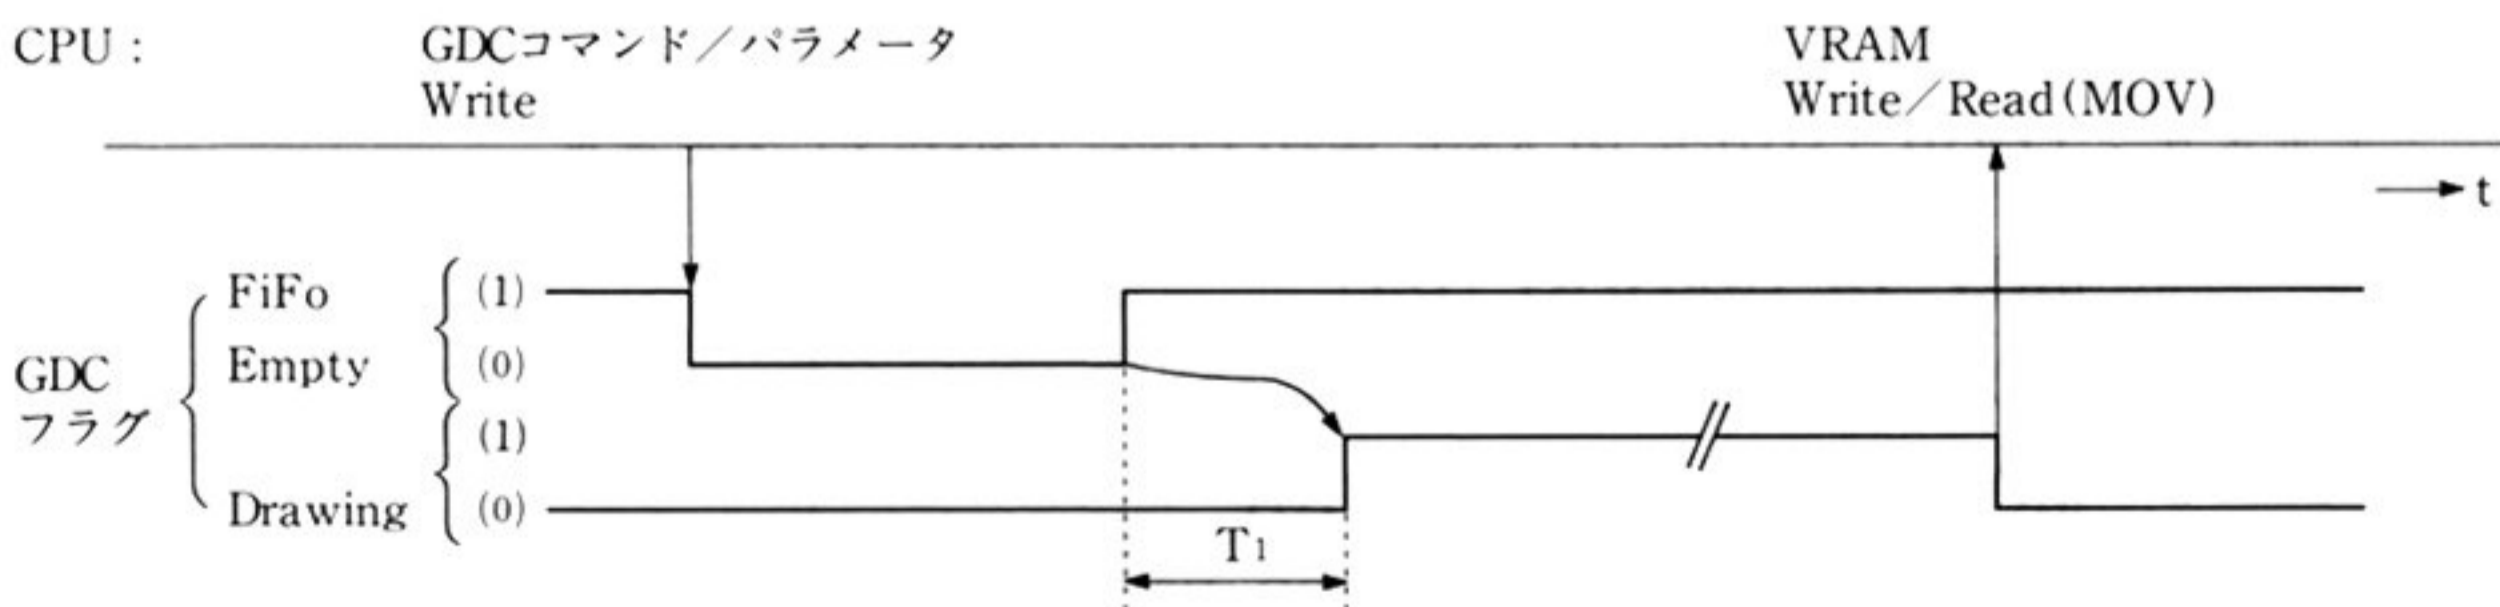 CPU :
GDCコマンド／パラメータ
Write
VRAM
Write／Read(MOV)
t
GDC
フラグ
FiFo
Empty
Drawing
(1)
(0)
(1)
(0)
T1